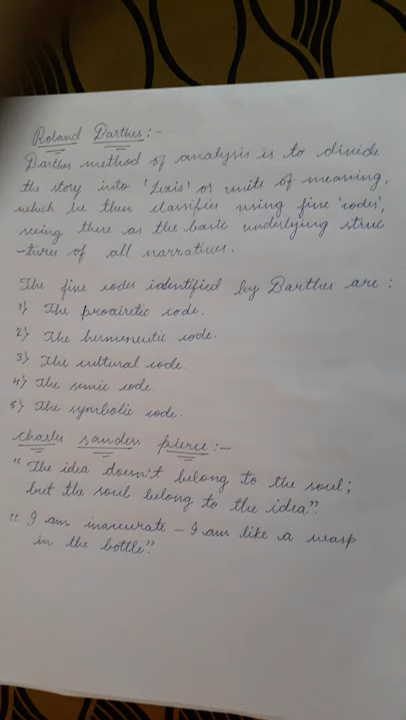 Roland Barthes:-
Barthes method of analysis is to divide
the story into 'Lexis' or units of meaning,
which he then classifies using five 'codes',
seeing these as the basic underlying struc
-tures of all narratives.
The five codes identified by Barthes are :
1) The proairetic code.
2) The hermeneutic code.
3) The cultural code.
4) The semic code.
5) The symbolic code.
Charles sanders pierce:-
"The idea doesn't belong to the soul;
but the soul belong to the idea".
"I am inaccurate - I am like a wasp
in the bottle".